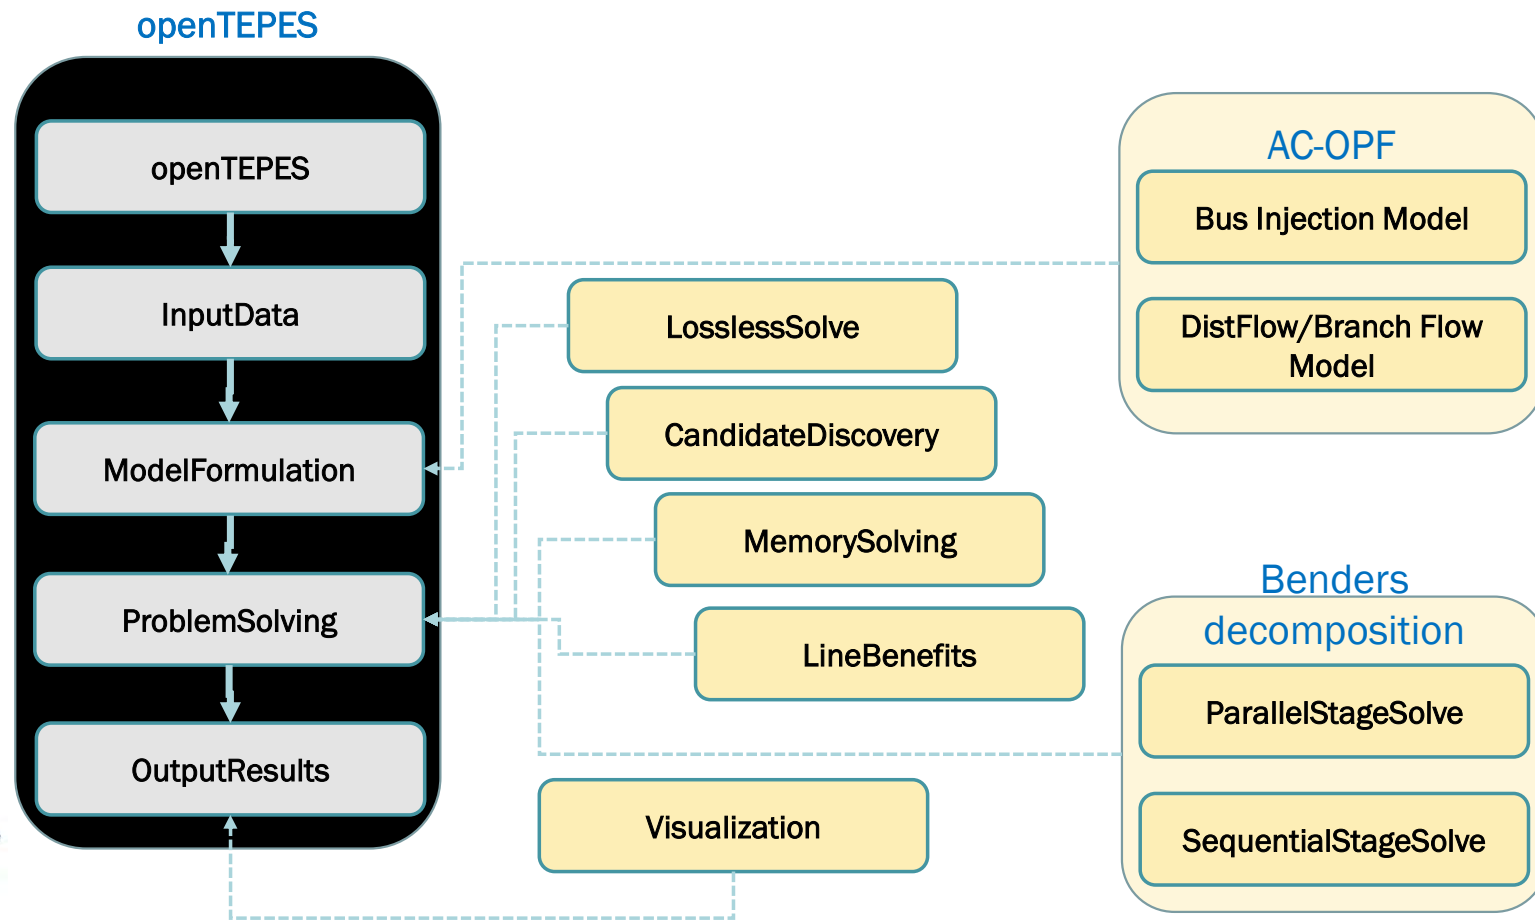 openTEPES
openTEPES
InputData
ModelFormulation
ProblemSolving
OutputResults
LosslessSolve
CandidateDiscovery
MemorySolving
LineBenefits
Visualization
AC-OPF
Bus Injection Model
DistFlow/Branch Flow
Model
Benders
decomposition
ParallelStageSolve
SequentialStageSolve